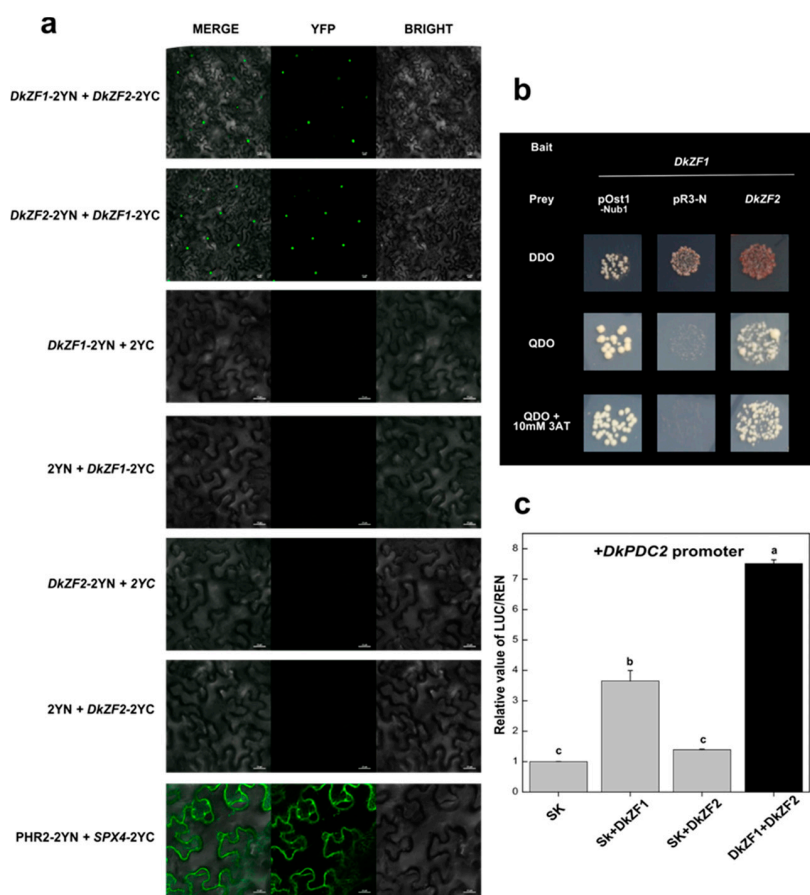 a
MERGE YFP BRIGHT
DkZF1-2YN + DkZF2-2YC
DkZF2-2YN + DkZF1-2YC
DkZF1-2YN + 2YC
2YN + DkZF1-2YC
DkZF2-2YN + 2YC
2YN + DkZF2-2YC
PHR2-2YN + SPX4-2YC
b
Bait
DkZF1
Prey pOst1 pR3-N DkZF2
-Nub1
DDO
QDO
QDO +
10mM 3AT
c
+DkPDC2 promoter
Relative value of LUC/REN
8
7
6
5
4
3
2
1
0
c
b
c
a
SK
Sk+DkZF1
SK+DkZF2
DkZF1+DkZF2